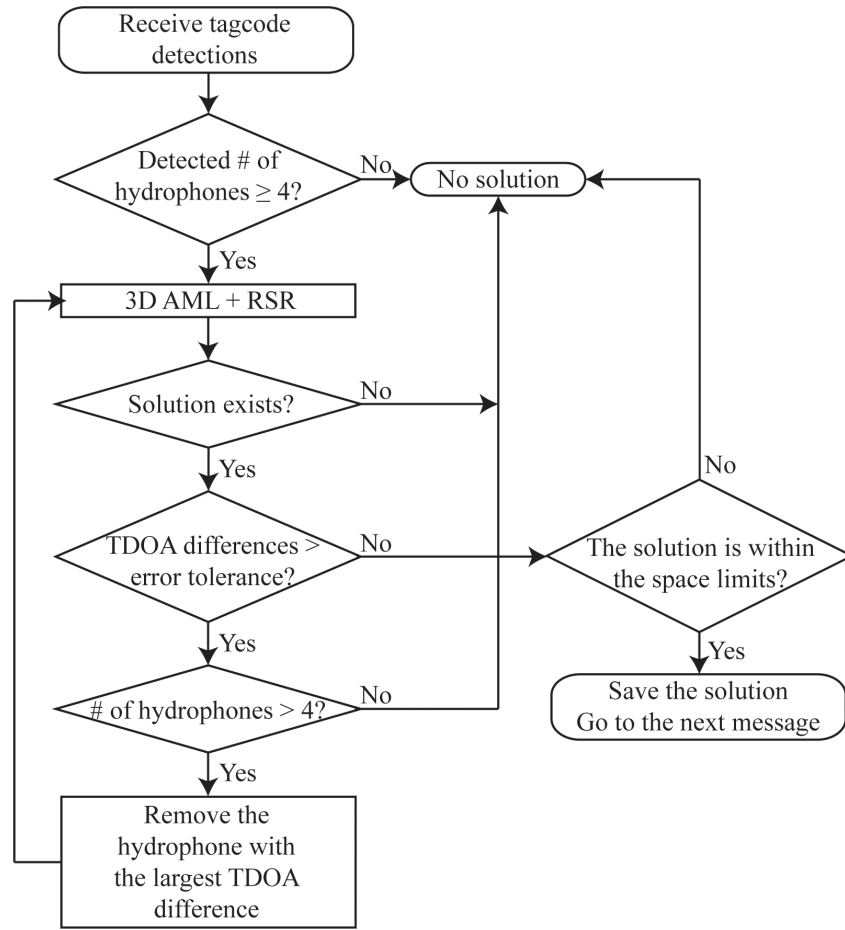 Receive tagcode
detections
Detected # of
hydrophones ≥ 4?
No
No solution
Yes
3D AML + RSR
Solution exists?
No
Yes
No
TDOA differences >
error tolerance?
No
The solution is within
the space limits?
Yes
Yes
# of hydrophones > 4?
No
Save the solution
Go to the next message
Yes
Remove the
hydrophone with
the largest TDOA
difference